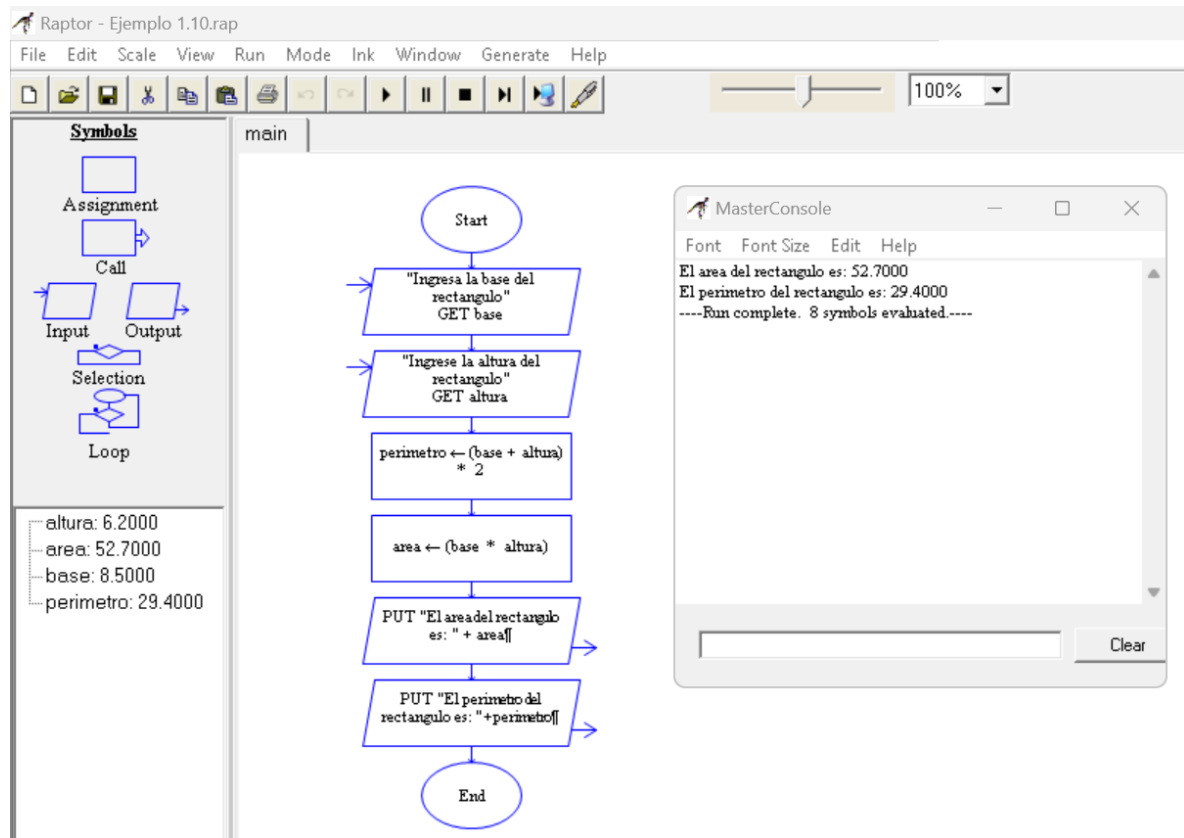 Raptor - Ejemplo 1.10.rap
File Edit Scale View Run Mode Ink Window Generate Help
100%
Symbols
Assignment
Call
Input Output
Selection
Loop
altura: 6.2000
area: 52.7000
base: 8.5000
perimetro: 29.4000
main
Start
"Ingresa la base del
rectangulo"
GET base
"Ingrese la altura del
rectangulo"
GET altura
perimetro ← (base + altura)
* 2
area ← (base * altura)
PUT "El area del rectangulo
es: " + area¶
PUT "El perimetro del
rectangulo es: "+perimetro¶
End
MasterConsole
Font Font Size Edit Help
El area del rectangulo es: 52.7000
El perimetro del rectangulo es: 29.4000
----Run complete. 8 symbols evaluated.----
Clear